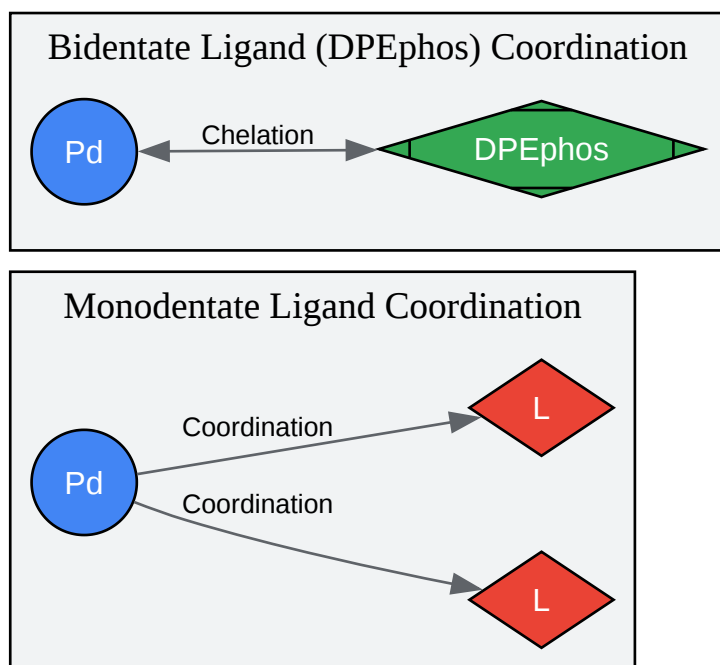 Bidentate Ligand (DPEphos) Coordination
Pd
Chelation
DPEphos
Monodentate Ligand Coordination
Pd
Coordination
L
Coordination
L